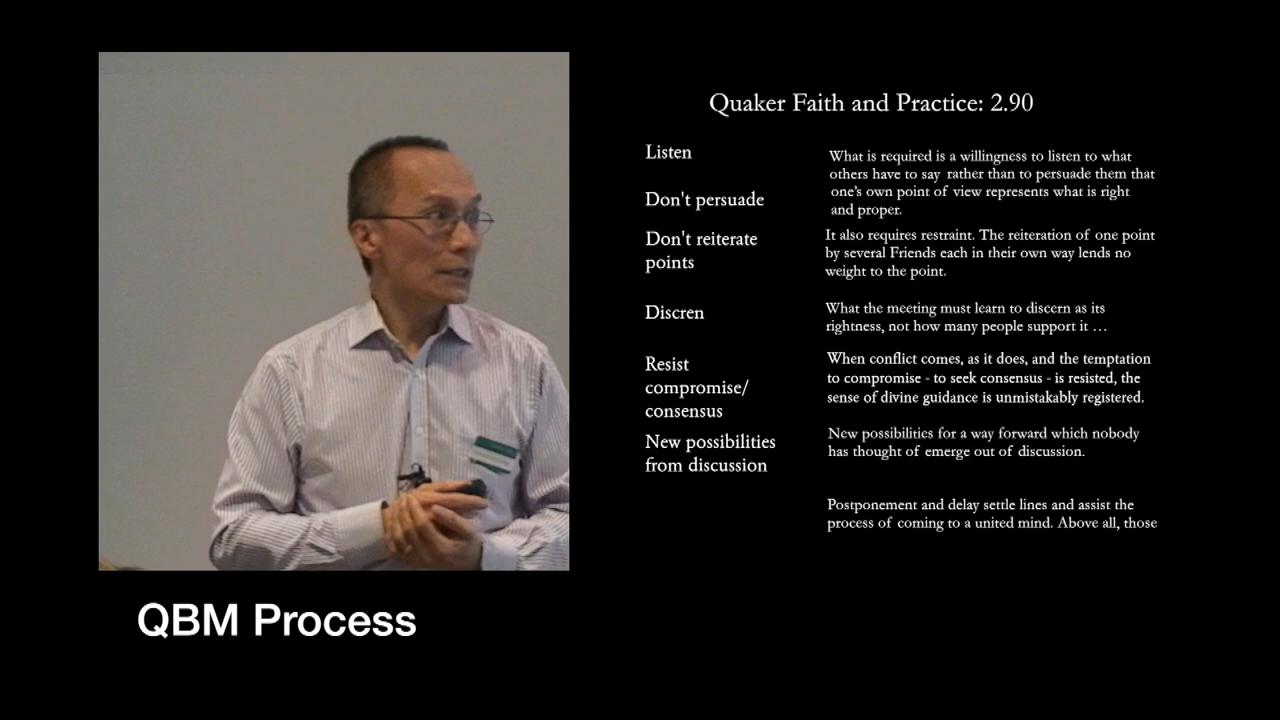 Quaker Faith and Practice: 2.90
Listen
Don't persuade
What is required is a willingness to listen to what
others have to say rather than to persuade them that
one's own point of view represents what is right
and proper.
Don't reiterate
points
It also requires restraint. The reiteration of one point
by several Friends each in their own way lends no
weight to the point.
Discren
What the meeting must learn to discern as its
rightness, not how many people support it …
Resist
compromise/
consensus
When conflict comes, as it does, and the temptation
to compromise - to seek consensus - is resisted, the
sense of divine guidance is unmistakably registered.
New possibilities
from discussion
New possibilities for a way forward which nobody
has thought of emerge out of discussion.
Postponement and delay settle lines and assist the
process of coming to a united mind. Above all, those
QBM Process